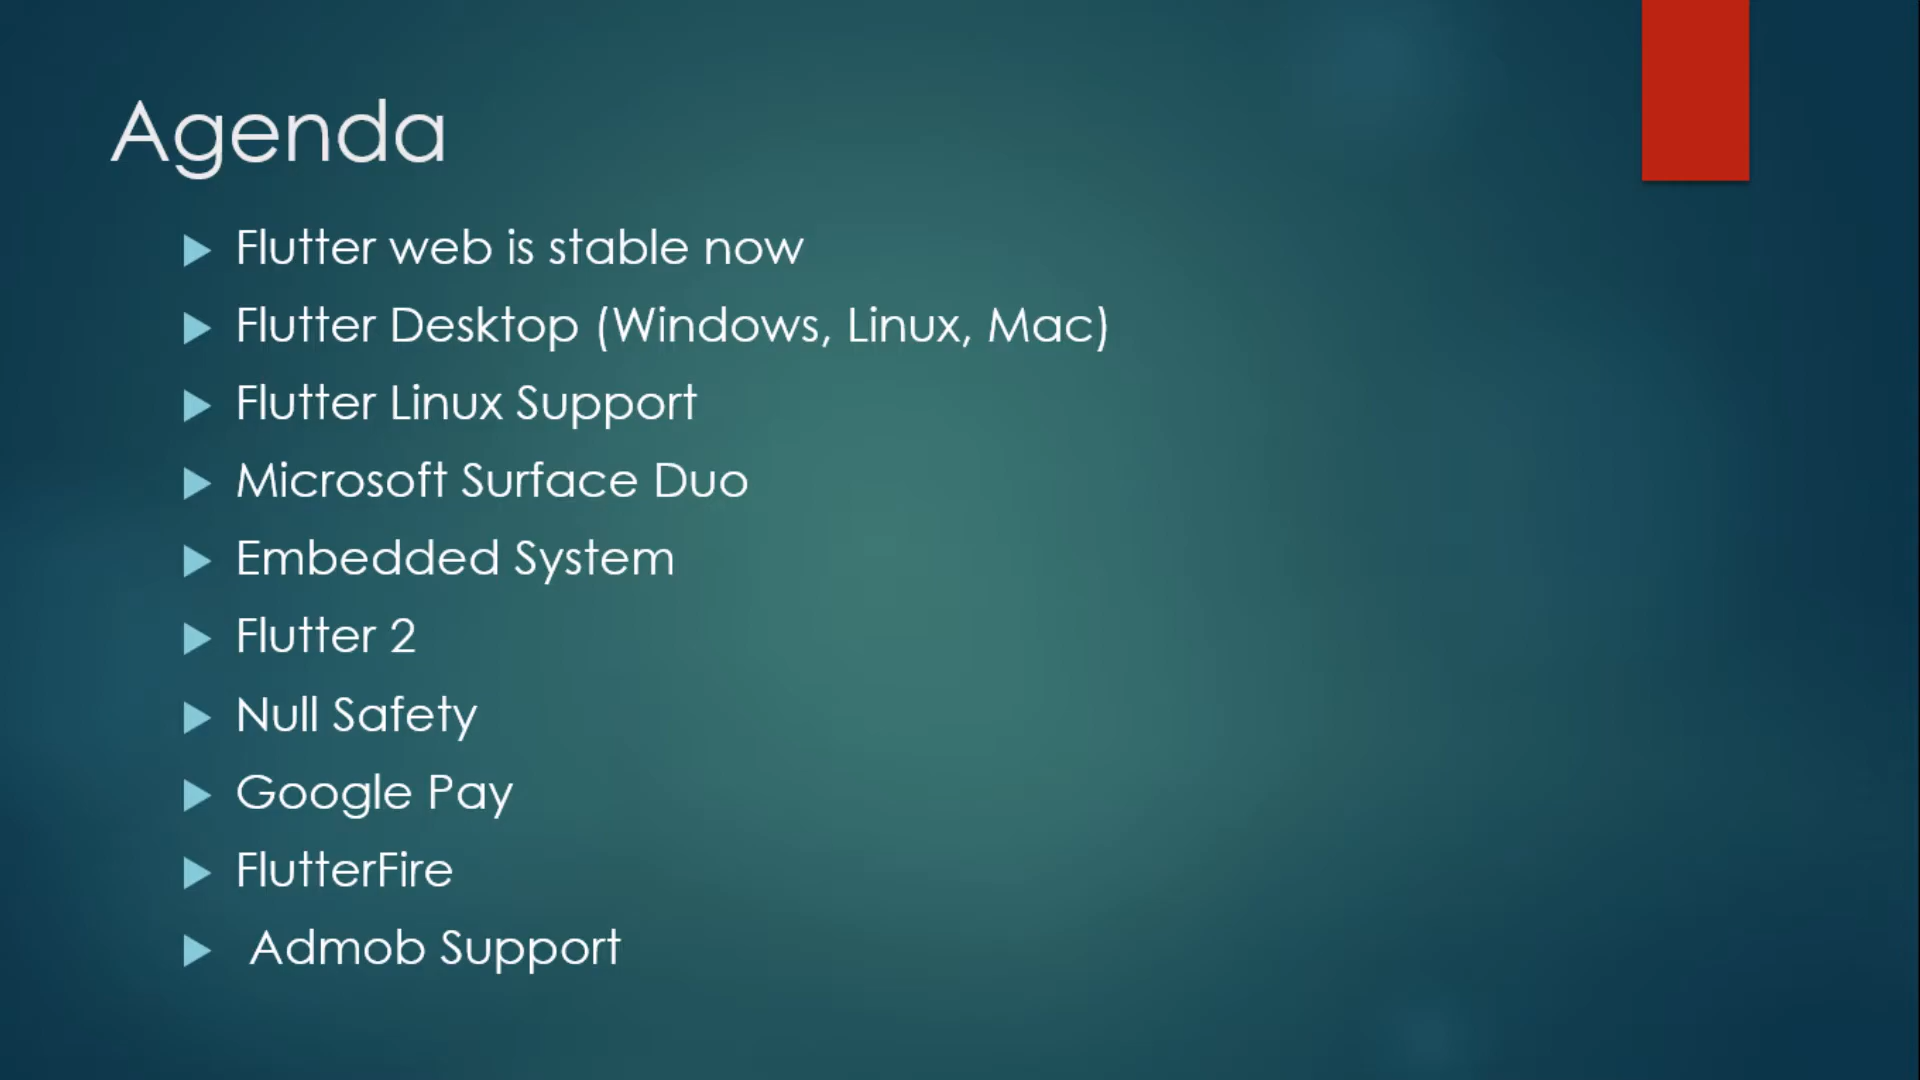 Agenda
Flutter web is stable now
Flutter Desktop (Windows, Linux, Mac)
Flutter Linux Support
Microsoft Surface Duo
Embedded System
Flutter 2
Null Safety
Google Pay
FlutterFire
Admob Support